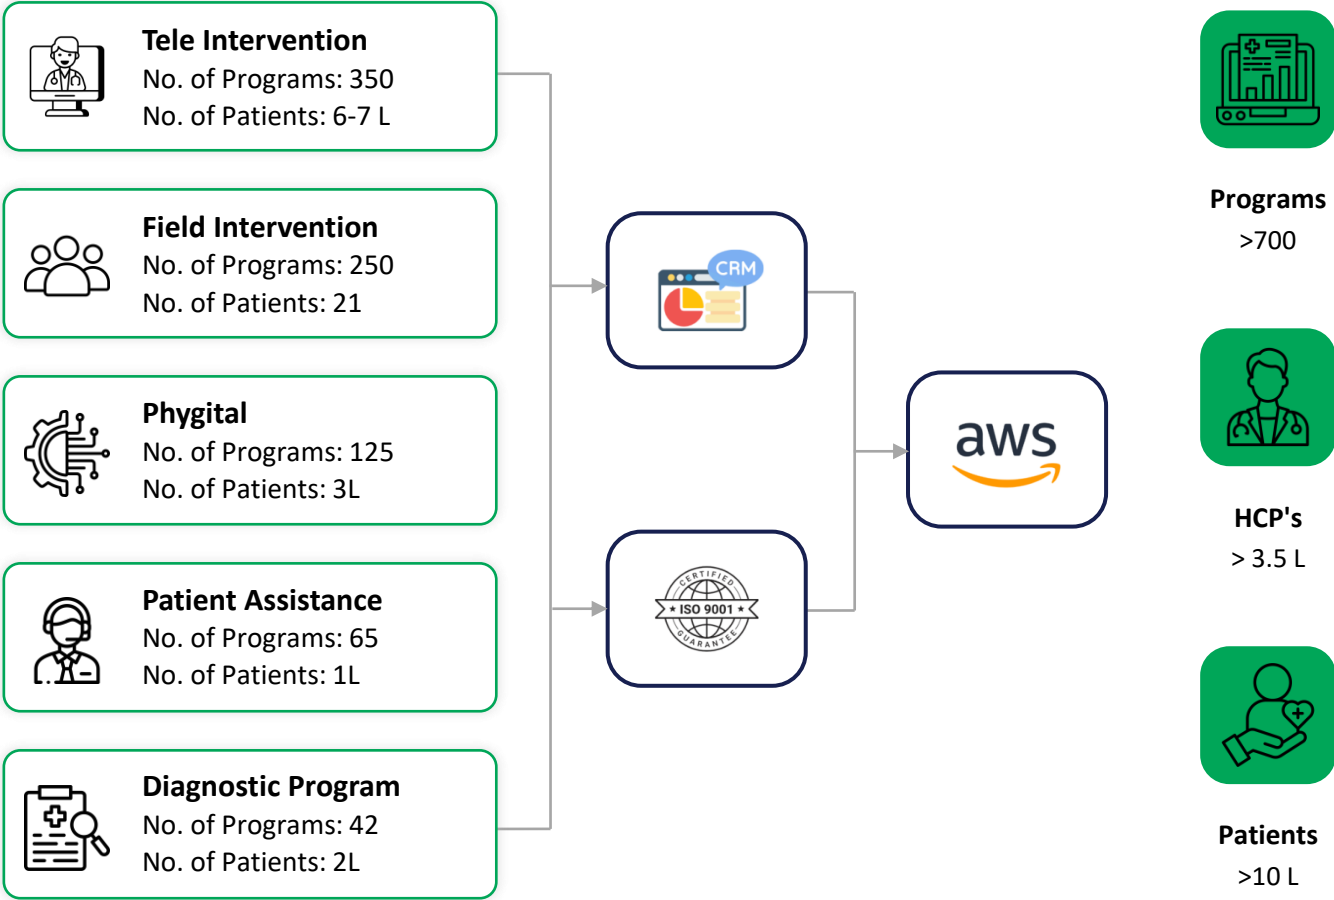 Tele Intervention
No. of Programs: 350
No. of Patients: 6-7 L
Field Intervention
No. of Programs: 250
No. of Patients: 21
Phygital
No. of Programs: 125
No. of Patients: 3L
Patient Assistance
No. of Programs: 65
No. of Patients: 1L
Diagnostic Program
No. of Programs: 42
No. of Patients: 2L
CRM
CERTIFIED
★ ISO 9001 ★
GUARANTEE
aws
Programs
>700
HCP's
> 3.5 L
Patients
>10 L